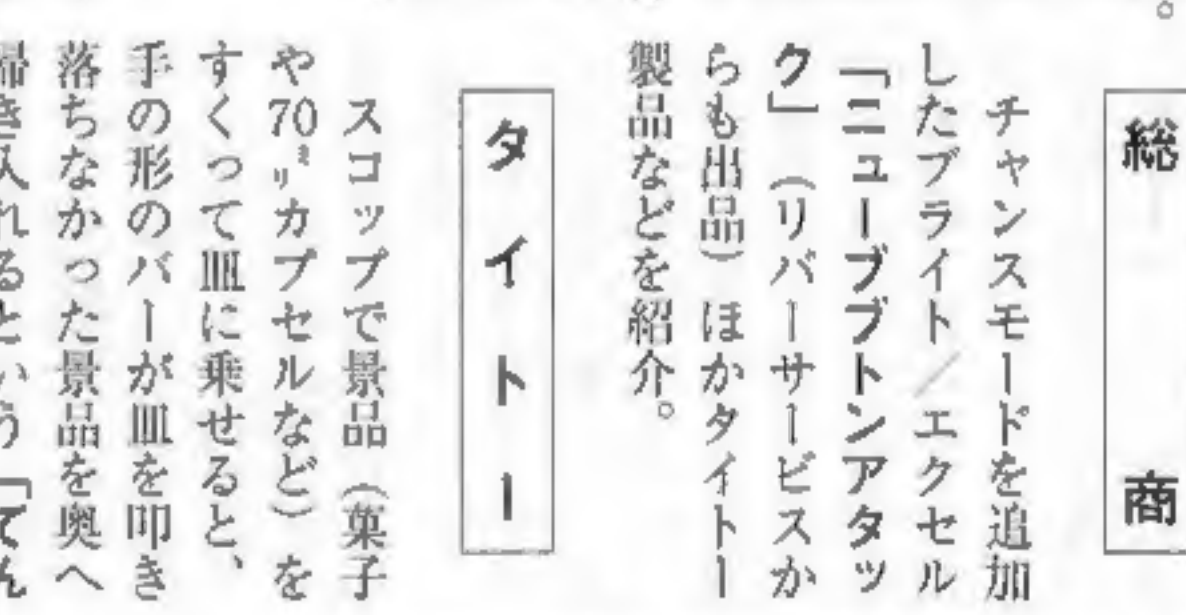 総商
チャンスモードを追加
したブライト／エクセル
「ニューブブトンアタッ
ク」（リバーサービスか
らも出品）ほかタイトー
製品などを紹介。
タイトー
スコップで景品（菓子
や70㍉カプセルなど）を
すくって皿に乗せると、
手の形のバーが皿を叩き
落ちなかった景品を奥へ
掃き入れるという「てん